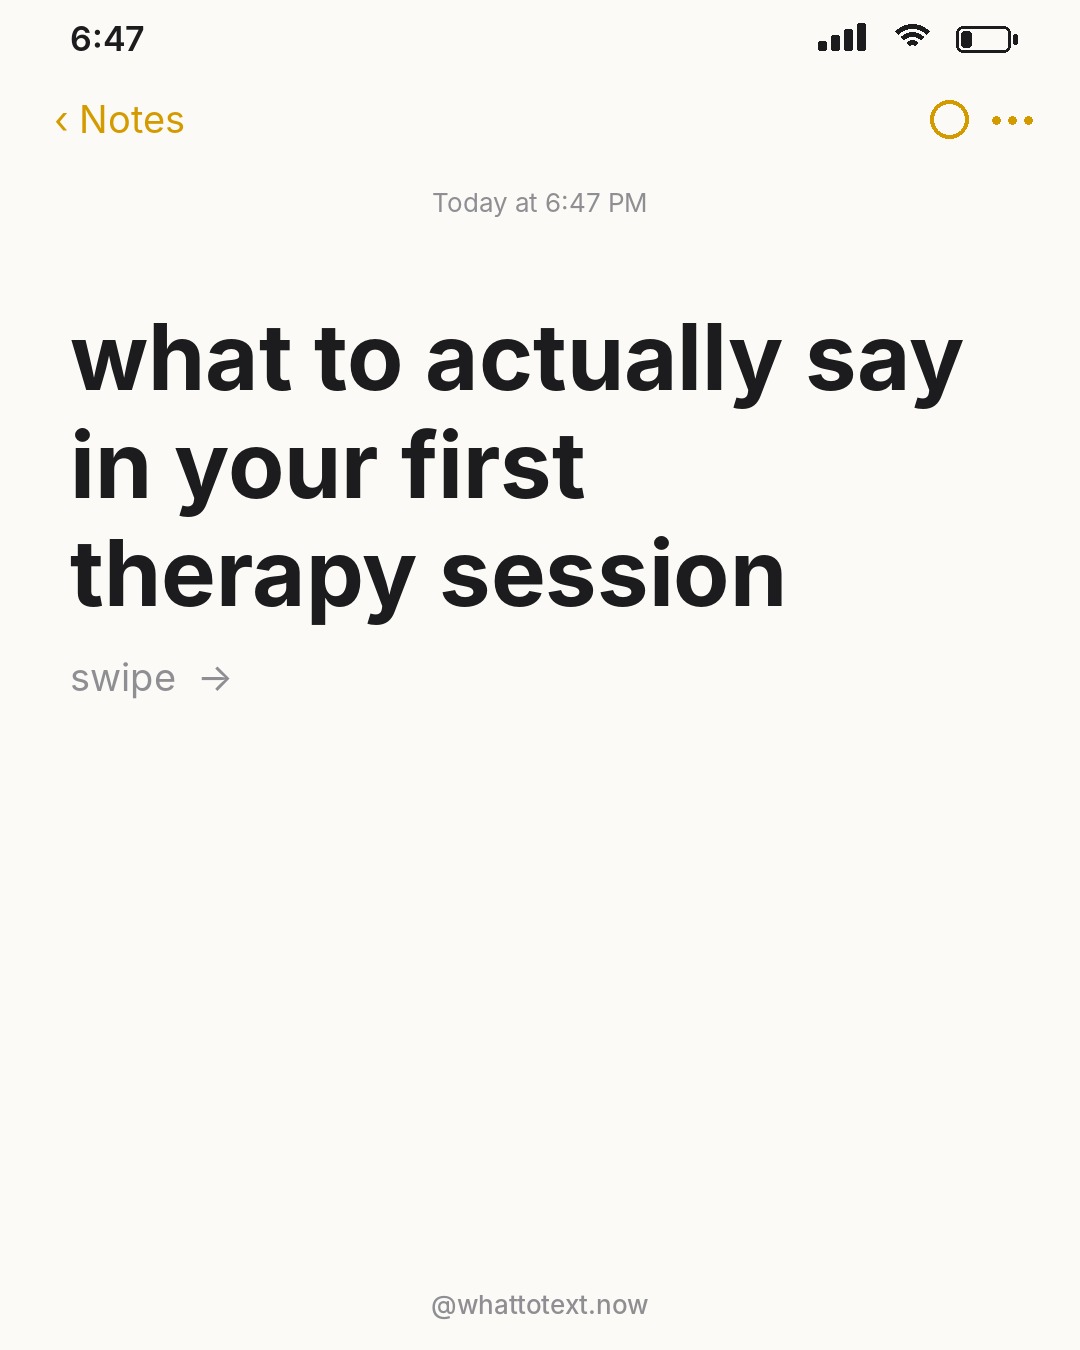 6:47
‹ Notes
Today at 6:47 PM
what to actually say
in your first
therapy session
swipe →
@whattotext.now